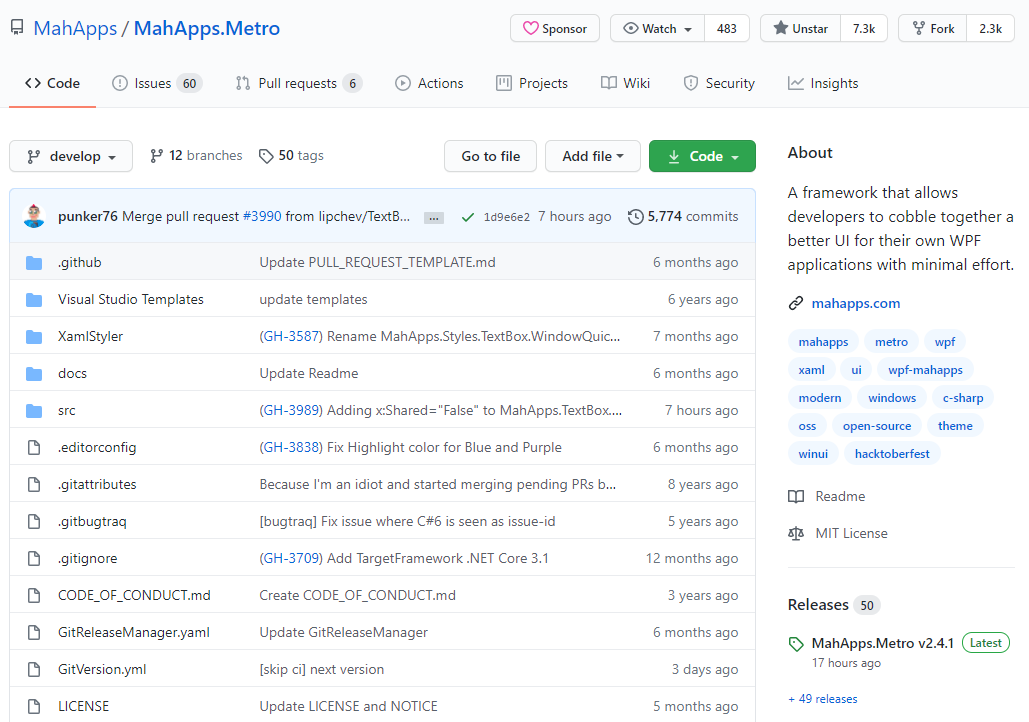 MahApps / MahApps.Metro
Sponsor Watch 483 Unstar 7.3k Fork 2.3k
Code Issues 60 Pull requests 6 Actions Projects Wiki Security Insights
develop 12 branches 50 tags Go to file Add file Code
punker76 Merge pull request #3990 from lipchev/TextB... ... 1d9e6e2 7 hours ago 5,774 commits
.github Update PULL_REQUEST_TEMPLATE.md 6 months ago
Visual Studio Templates update templates 6 years ago
XamlStyler (GH-3587) Rename MahApps.Styles.TextBox.WindowQuic... 7 months ago
docs Update Readme 6 months ago
src (GH-3989) Adding x:Shared="False" to MahApps.TextBox.... 7 hours ago
.editorconfig (GH-3838) Fix Highlight color for Blue and Purple 6 months ago
.gitattributes Because I'm an idiot and started merging pending PRs b... 8 years ago
.gitbugtraq [bugtraq] Fix issue where C#6 is seen as issue-id 5 years ago
.gitignore (GH-3709) Add TargetFramework .NET Core 3.1 12 months ago
CODE_OF_CONDUCT.md Create CODE_OF_CONDUCT.md 3 years ago
GitReleaseManager.yaml Update GitReleaseManager 6 months ago
GitVersion.yml [skip ci] next version 3 days ago
LICENSE Update LICENSE and NOTICE 5 months ago
About
A framework that allows
developers to cobble together a
better UI for their own WPF
applications with minimal effort.
mahapps.com
mahapps metro wpf
xaml ui wpf-mahapps
modern windows c-sharp
oss open-source theme
winui hacktoberfest
Readme
MIT License
Releases 50
MahApps.Metro v2.4.1 Latest
17 hours ago
+ 49 releases